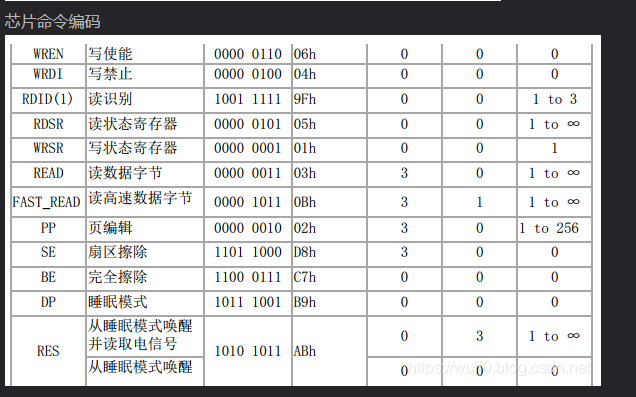 芯片命令编码
WREN 写使能 0000 0110 06h 0 0 0
WRDI 写禁止 0000 0100 04h 0 0 0
RDID(1) 读识别 1001 1111 9Fh 0 0 1 to 3
RDSR 读状态寄存器 0000 0101 05h 0 0 1 to ∞
WRSR 写状态寄存器 0000 0001 01h 0 0 1
READ 读数据字节 0000 0011 03h 3 0 1 to ∞
FAST_READ 读高速数据字节 0000 1011 0Bh 3 1 1 to ∞
PP 页编辑 0000 0010 02h 3 0 1 to 256
SE 扇区擦除 1101 1000 D8h 3 0 0
BE 完全擦除 1100 0111 C7h 0 0 0
DP 睡眠模式 1011 1001 B9h 0 0 0
RES 从睡眠模式唤醒
并读取电信号 1010 1011 ABh 0 3 1 to ∞
从睡眠模式唤醒 0 0 0